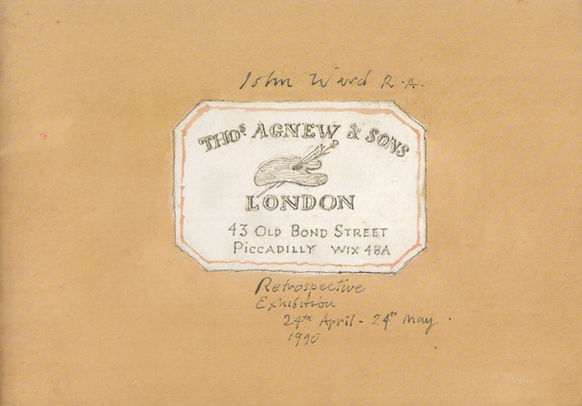 John Ward R.A.
THOS AGNEW & SONS
LONDON
43 OLD BOND STREET
PICCADILLY WIX 4BA
Retrospective
Exhibition
24th April - 24th May
1990